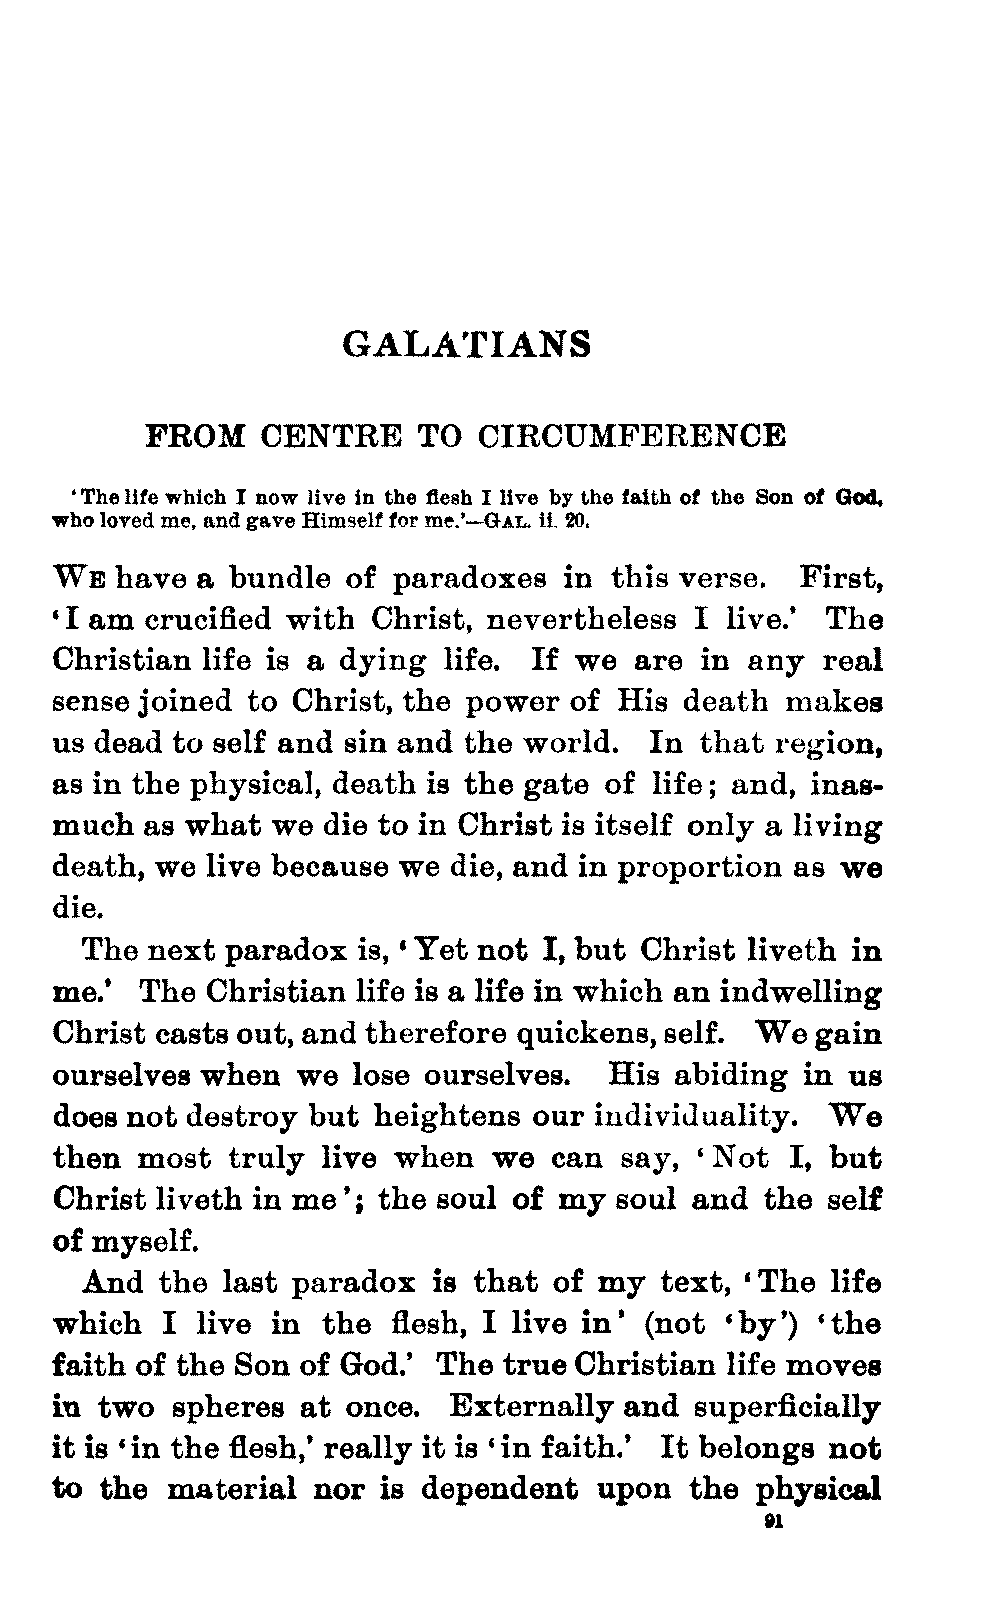 GALATIANS
FROM CENTRE TO CIRCUMFERENCE
‘The life which I now live in the flesh I live by the faith of the Son of God,
who loved me, and gave Himself for me.’—GAL. ii. 20.
WE have a bundle of paradoxes in this verse. First,
‘I am crucified with Christ, nevertheless I live.’ The
Christian life is a dying life. If we are in any real
sense joined to Christ, the power of His death makes
us dead to self and sin and the world. In that region,
as in the physical, death is the gate of life; and, inas-
much as what we die to in Christ is itself only a living
death, we live because we die, and in proportion as we
die.
The next paradox is, ‘Yet not I, but Christ liveth in
me.’ The Christian life is a life in which an indwelling
Christ casts out, and therefore quickens, self. We gain
ourselves when we lose ourselves. His abiding in us
does not destroy but heightens our individuality. We
then most truly live when we can say, ‘Not I, but
Christ liveth in me’; the soul of my soul and the self
of myself.
And the last paradox is that of my text, ‘The life
which I live in the flesh, I live in’ (not ‘by’) ‘the
faith of the Son of God.’ The true Christian life moves
in two spheres at once. Externally and superficially
it is ‘in the flesh,’ really it is ‘in faith.’ It belongs not
to the material nor is dependent upon the physical
91